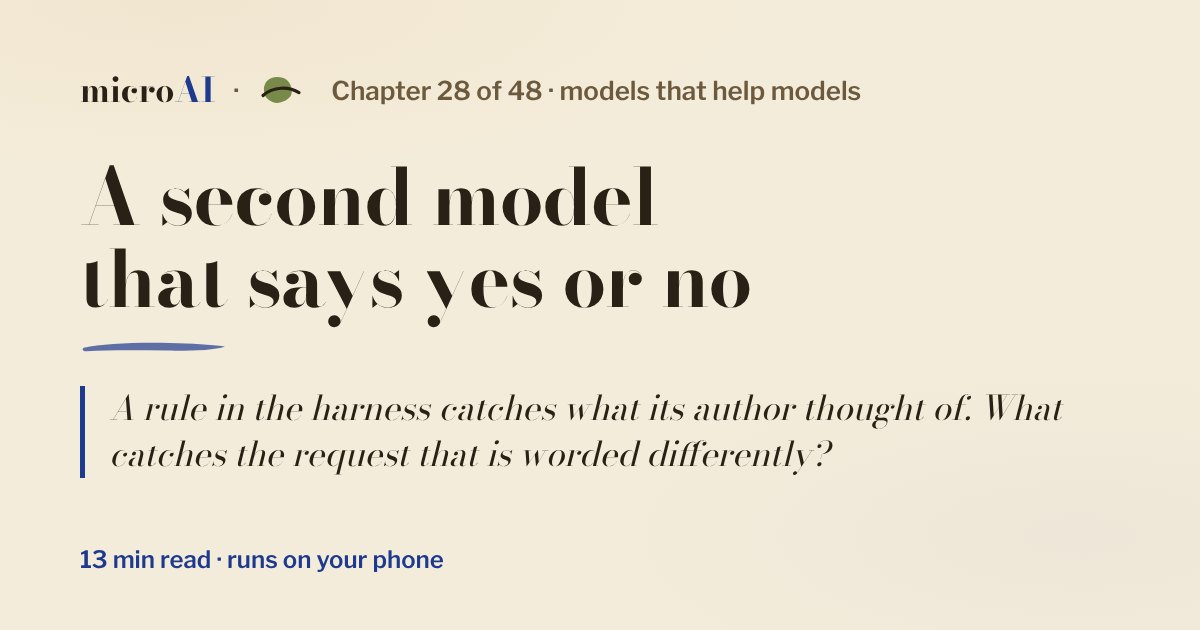 microAI · Chapter 28 of 48 · models that help models
A second model
that says yes or no
A rule in the harness catches what its author thought of. What
catches the request that is worded differently?
13 min read · runs on your phone